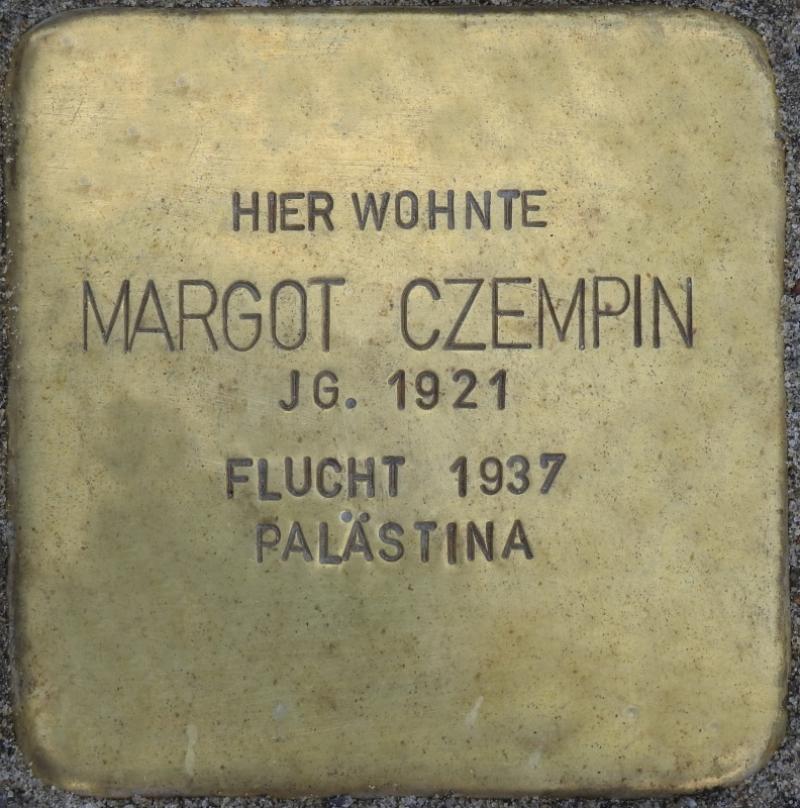 HIER WOHNTE
MARGOT CZEMPIN
JG. 1921
FLUCHT 1937
PALÄSTINA